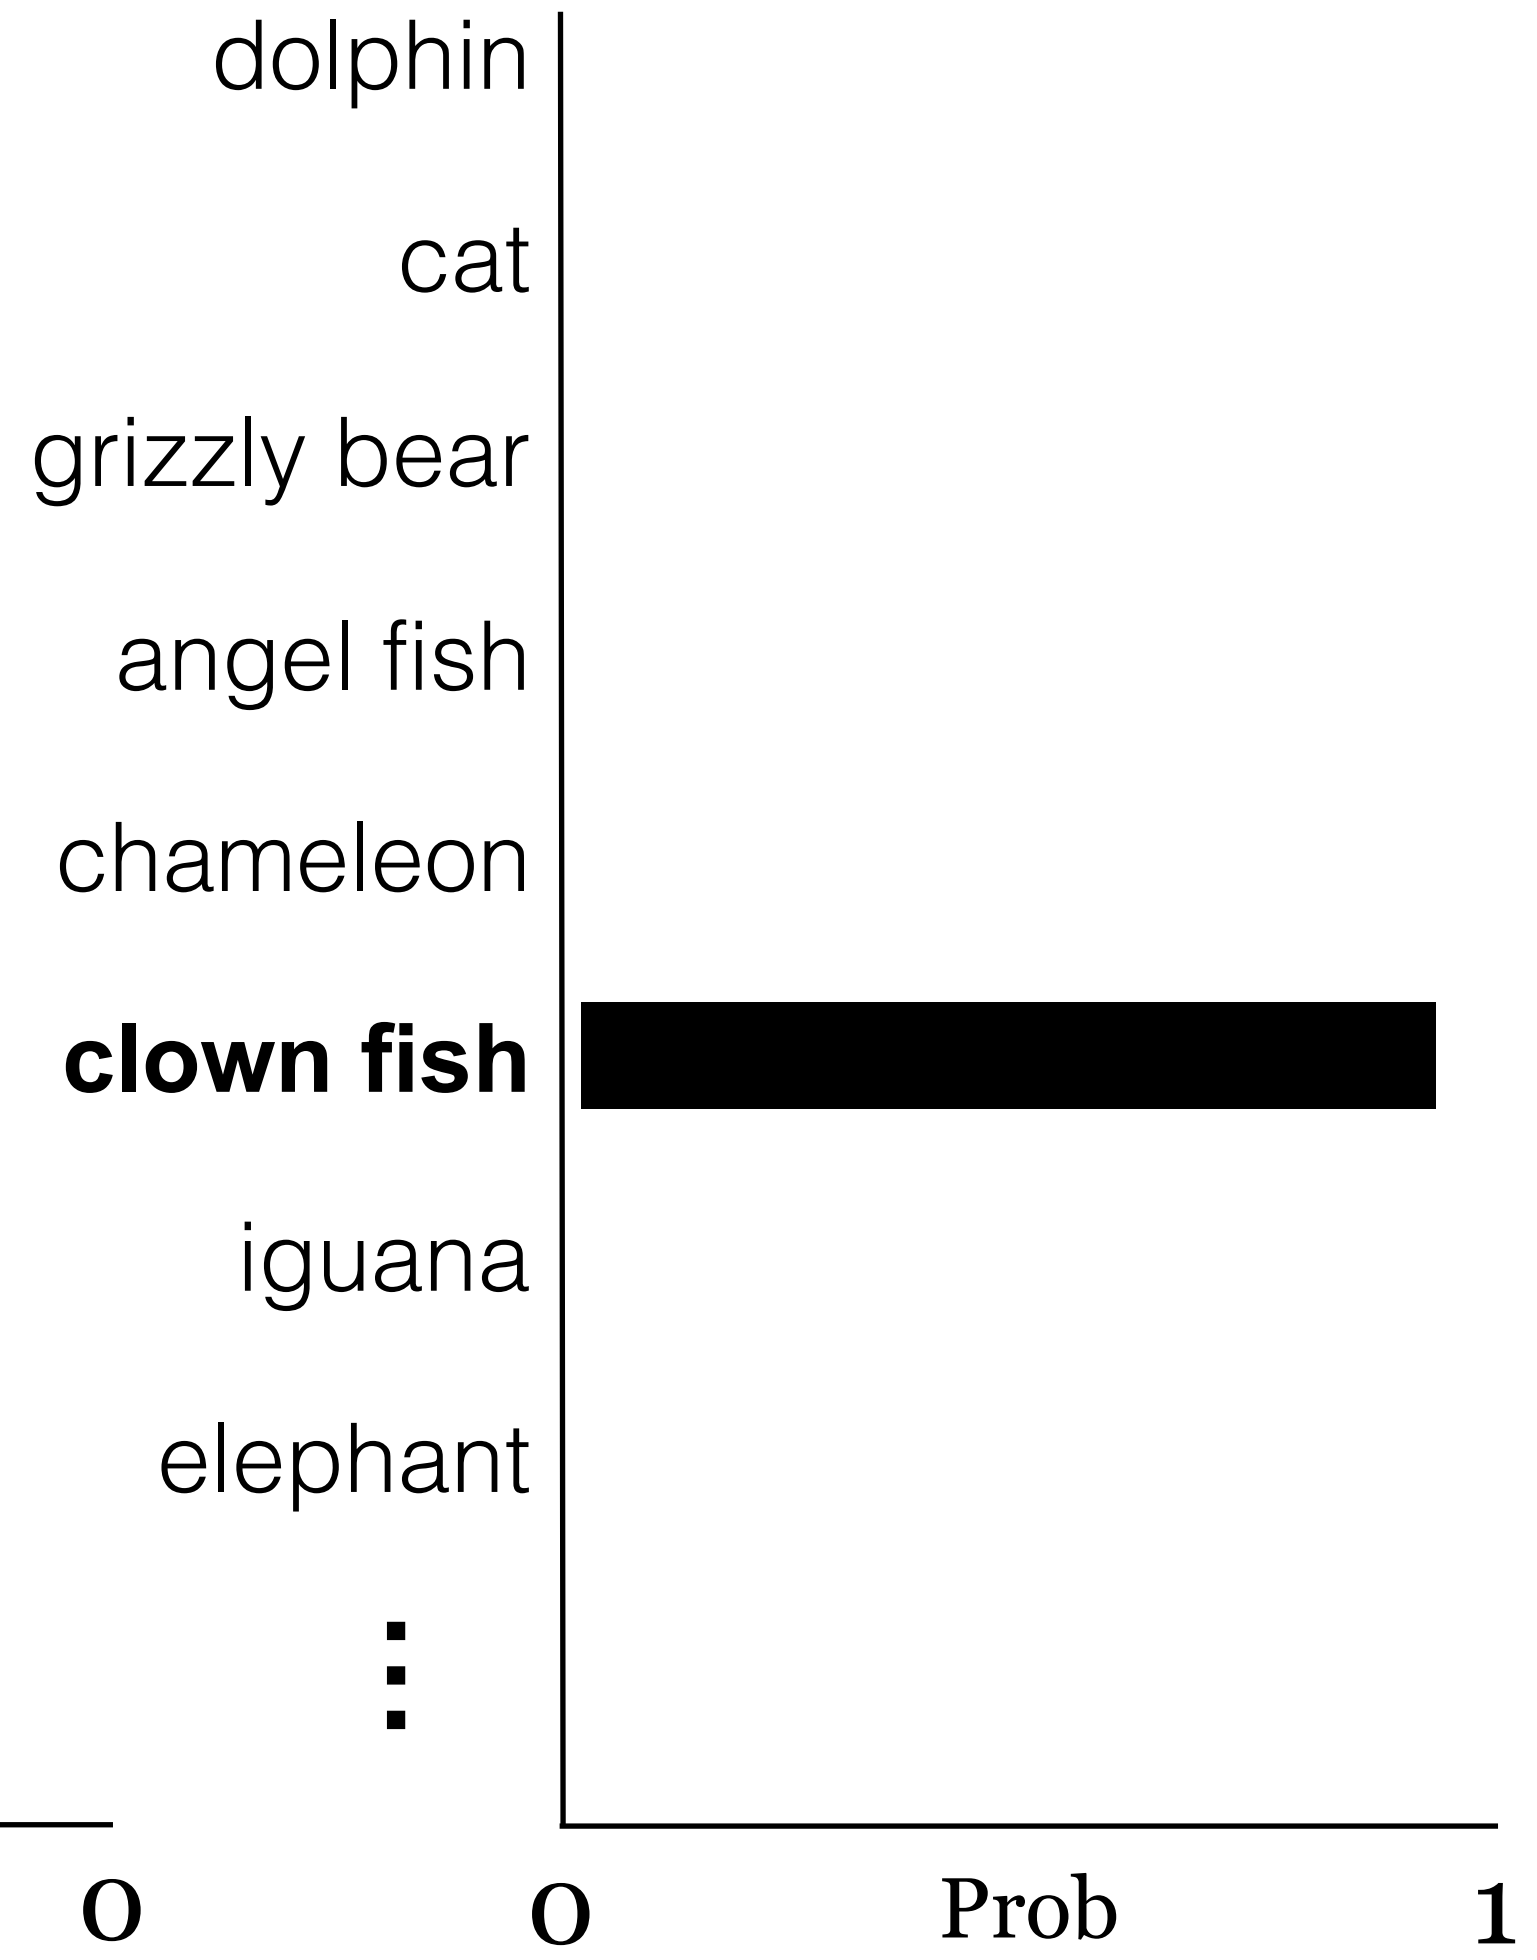 dolphin
cat
grizzly bear
angel fish
chameleon
clown fish
iguana
elephant
⋮
0 0 Prob 1